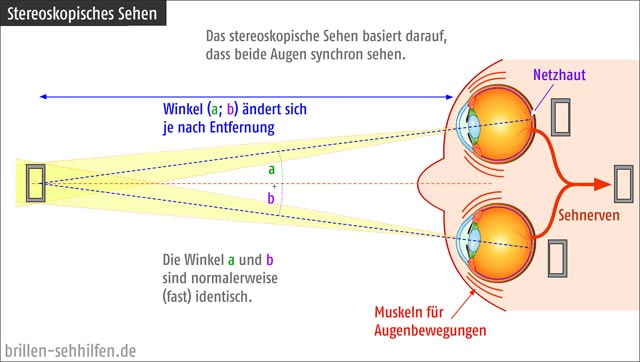 Stereoskopisches Sehen
Das stereoskopische Sehen basiert darauf,
dass beide Augen synchron sehen.
Netzhaut
Winkel (a; b) ändert sich
je nach Entfernung
a
+
b
Sehnerven
Die Winkel a und b
sind normalerweise
(fast) identisch.
Muskeln für
Augenbewegungen
brillen-sehhilfen.de